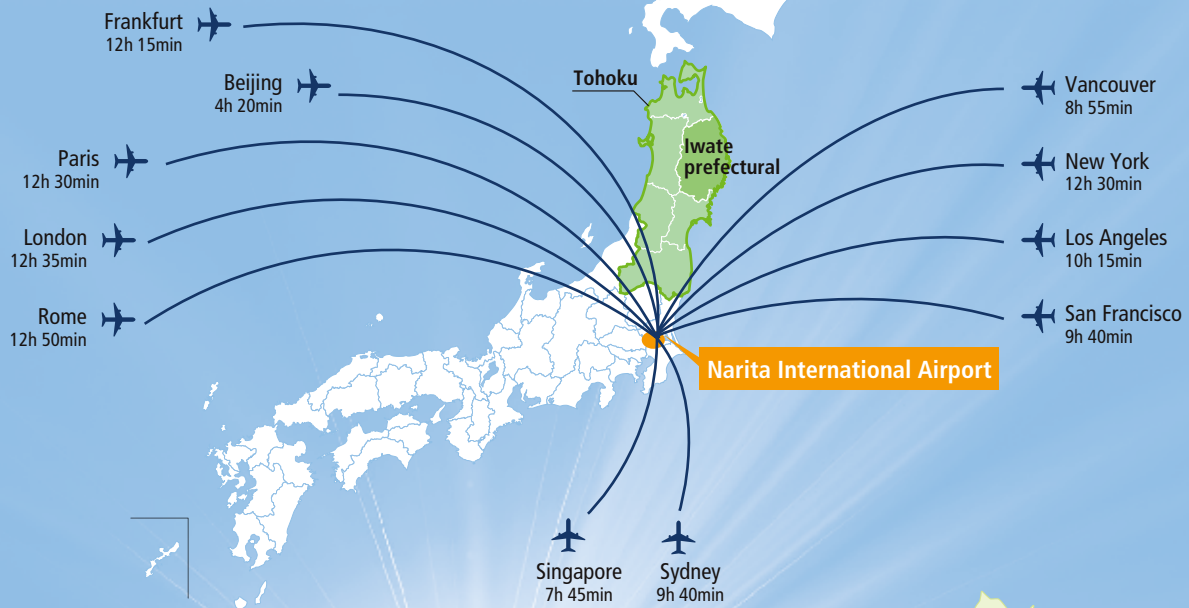 Frankfurt
12h 15min
Beijing
4h 20min
Paris
12h 30min
London
12h 35min
Rome
12h 50min
Tohoku
Iwate
prefectural
Vancouver
8h 55min
New York
12h 30min
Los Angeles
10h 15min
San Francisco
9h 40min
Narita International Airport
Singapore
7h 45min
Sydney
9h 40min